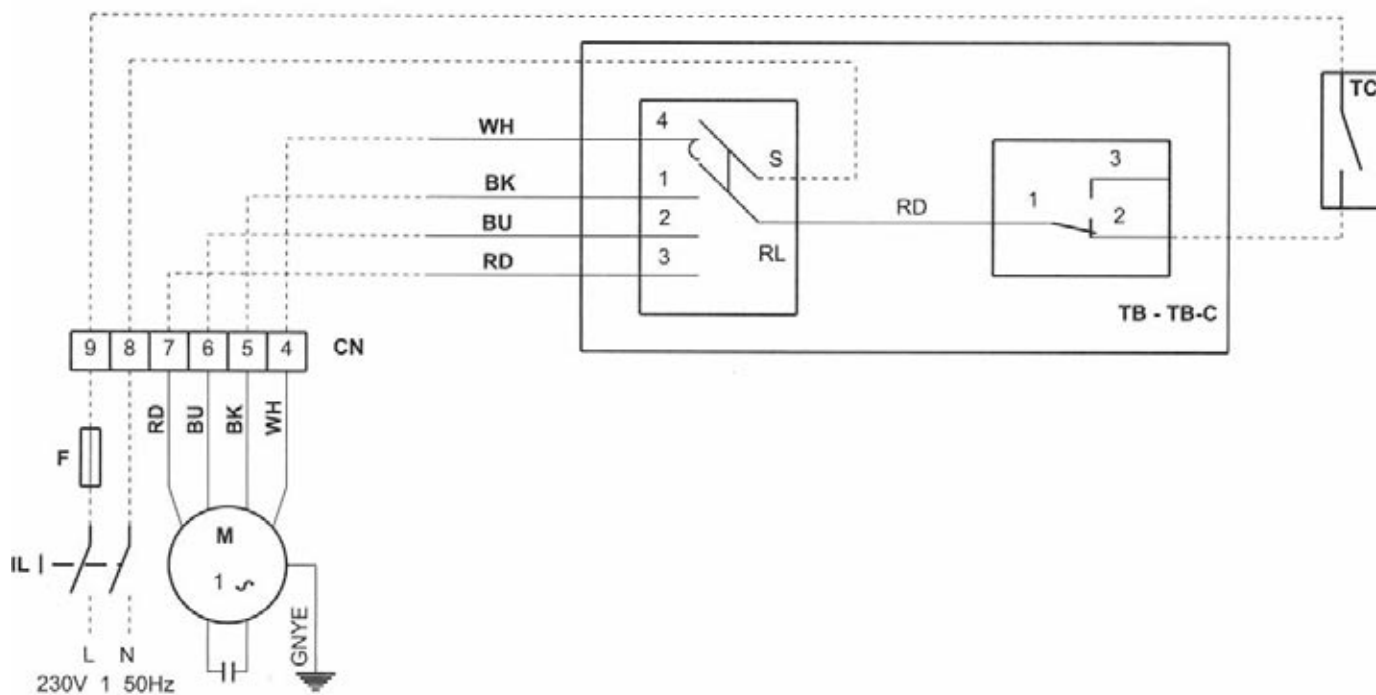 TC
4
WH
S
3
1
BK
RD
1
2
2
BU
RL
3
RD
TB - TB-C
9 8 7 6 5 4
CN
RD BU BK WH
F
M
IL
1
GNYE
L N
230V 1 50Hz